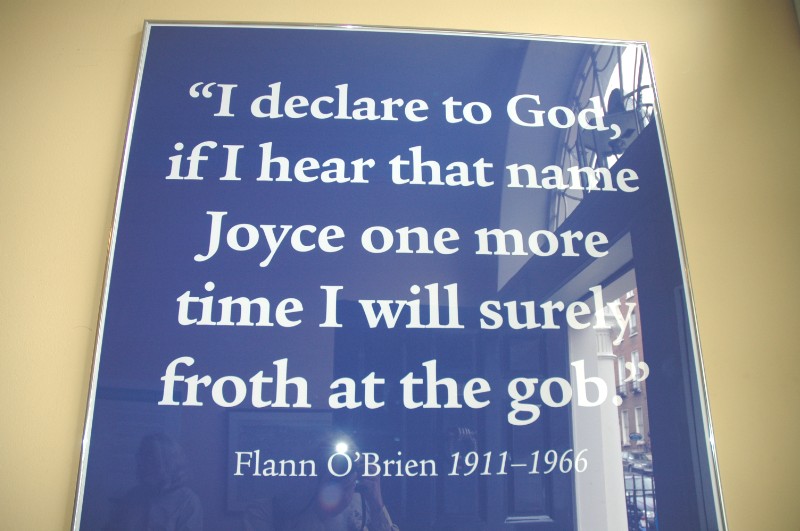 “I declare to God,
if I hear that name
Joyce one more
time I will surely
froth at the gob.”
Flann O’Brien 1911–1966